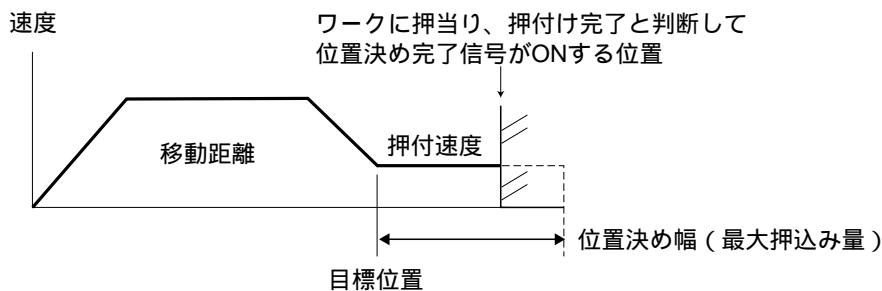 速度
ワークに押当り、押付け完了と判断して
位置決め完了信号がONする位置
移動距離
押付速度
位置決め幅（最大押込み量）
目標位置